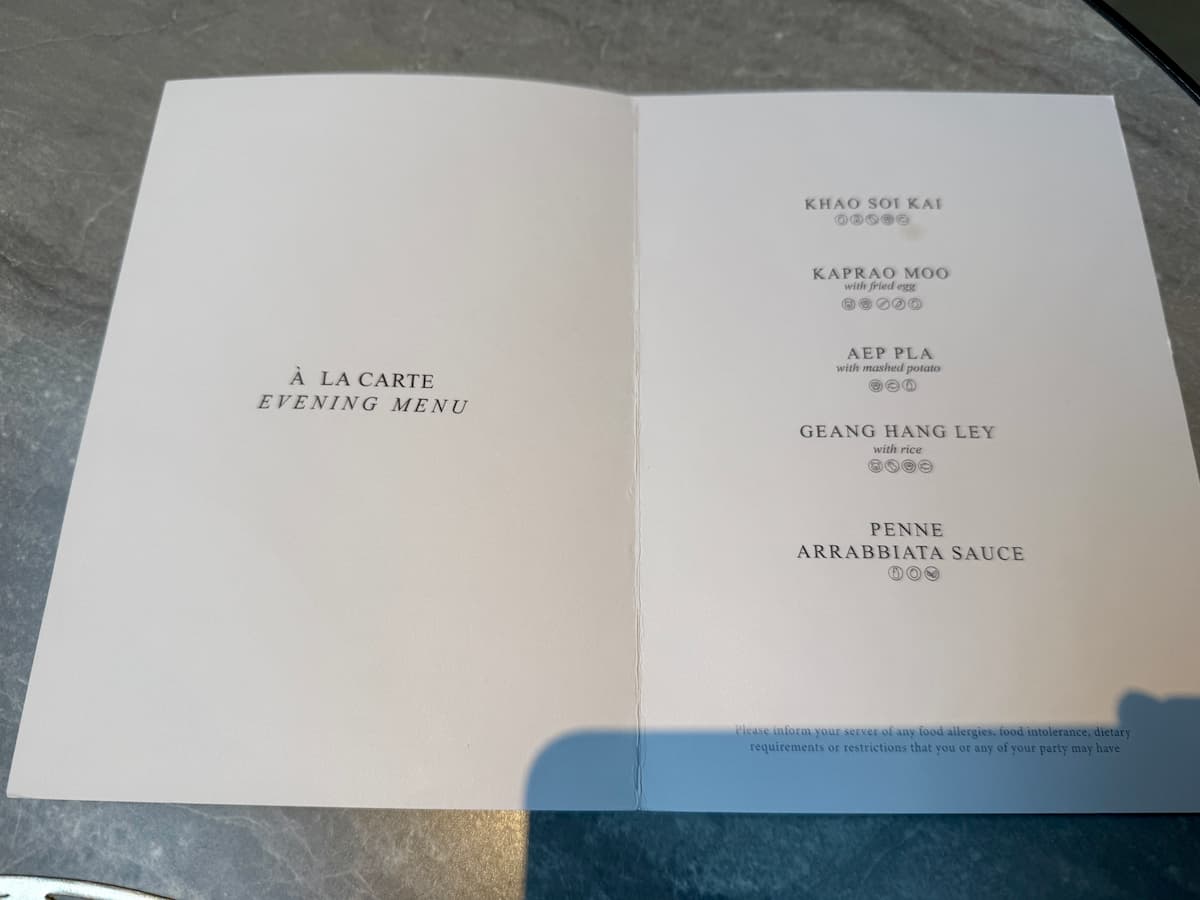 À LA CARTE
EVENING MENU
KHAO SOI KAI
KAPRAO MOO
with fried egg
AEP PLA
with mashed potato
GEANG HANG LEY
with rice
PENNE
ARRABBIATA SAUCE
Please inform your server of any food allergies, food intolerance, dietary
requirements or restrictions that you or any of your party may have